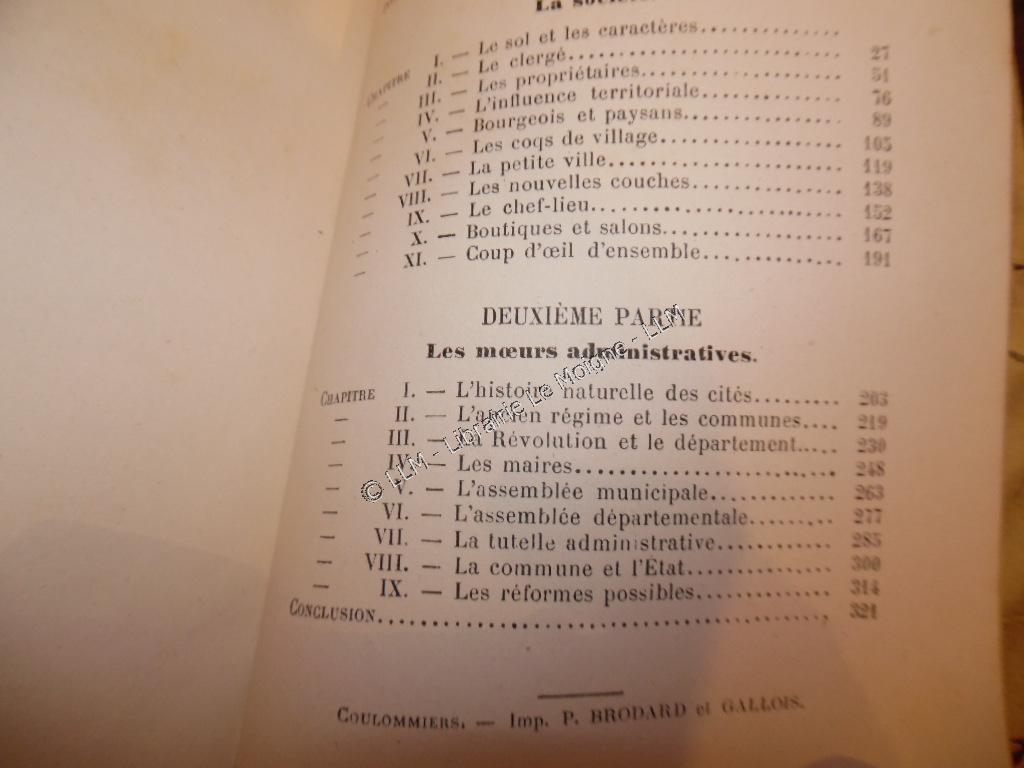 La
CHAPITRE I. — Le sol et les caractères
— II. — Le clergé 27
— III. — Les propriétaires 51
— IV. — L'influence territoriale 76
— V. — Bourgeois et paysans 89
— VI. — Les coqs de village 105
— VII. — La petite ville 119
— VIII. — Les nouvelles couches 138
— IX. — Le chef-lieu 152
— X. — Boutiques et salons 167
— XI. — Coup d'œil d'ensemble 191
DEUXIÈME PARTIE
Les mœurs administratives.
CHAPITRE I. — L'histoire naturelle des cités 203
— II. — L'ancien régime et les communes 219
— III. — La Révolution et le département 230
— IV. — Les maires 248
— V. — L'assemblée municipale 263
— VI. — L'assemblée départementale 277
— VII. — La tutelle administrative 285
— VIII. — La commune et l'État 300
— IX. — Les réformes possibles 314
CONCLUSION 321
COULOMMIERS. — Imp. P. BRODARD et GALLOIS.
© LLM - Librairie Le Moigne - LLM